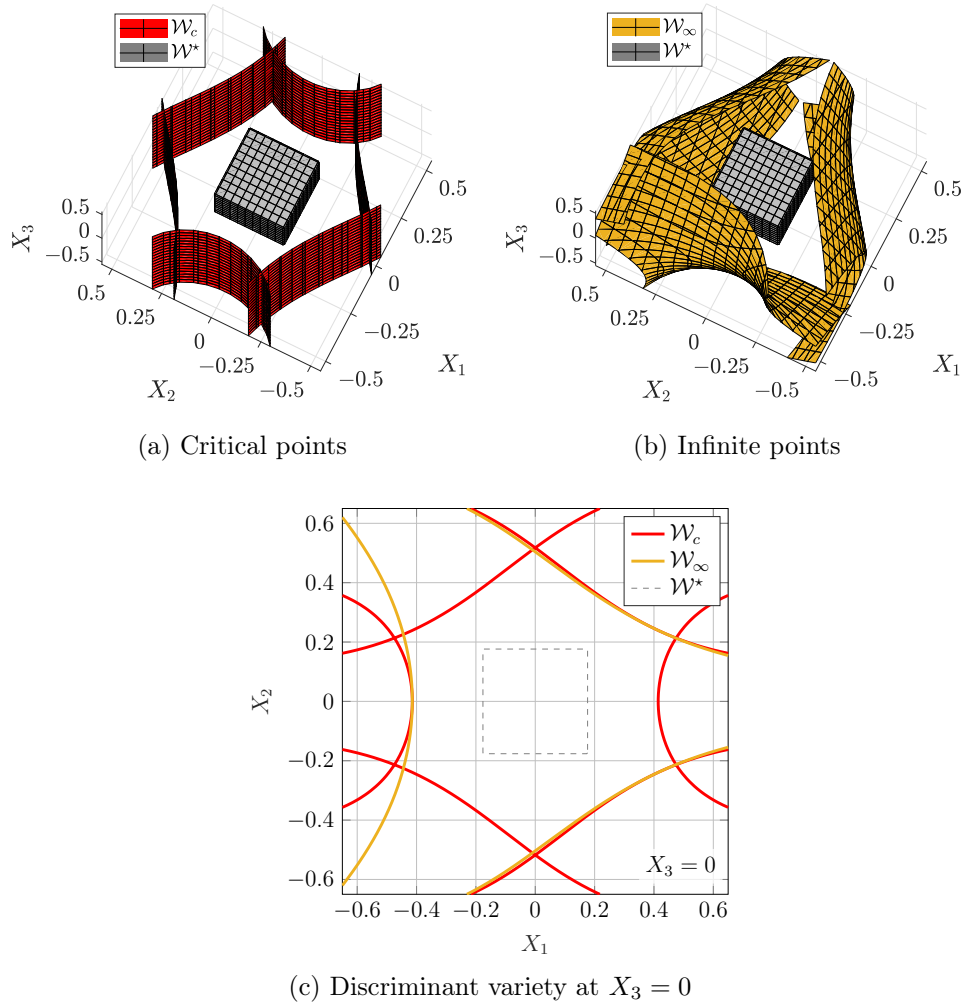 𝒲_c
𝒲⋆
0.5
0
−0.5
X_3
0.5
0.25
0
−0.25
−0.5
X_2
0.5
0.25
0
−0.25
−0.5
X_1
(a) Critical points
𝒲_∞
𝒲⋆
0.5
0
−0.5
X_3
0.5
0.25
0
−0.25
−0.5
X_2
0.5
0.25
0
−0.25
−0.5
X_1
(b) Infinite points
0.6
0.4
0.2
0
−0.2
−0.4
−0.6
X_2
𝒲_c
𝒲_∞
𝒲⋆
X_3 = 0
−0.6 −0.4 −0.2 0 0.2 0.4 0.6
X_1
(c) Discriminant variety at X_3 = 0